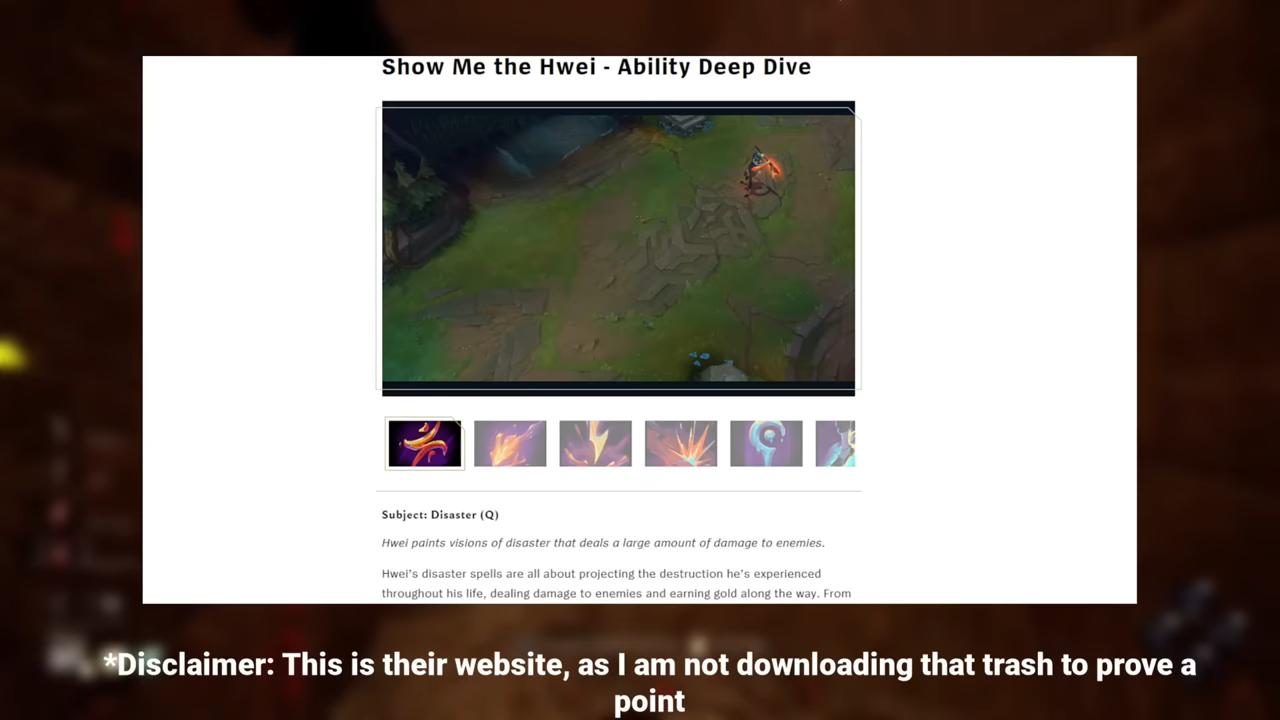 Show Me the Hwei - Ability Deep Dive
Subject: Disaster (Q)
Hwei paints visions of disaster that deals a large amount of damage to enemies.
Hwei's disaster spells are all about projecting the destruction he's experienced
throughout his life, dealing damage to enemies and earning gold along the way. From
*Disclaimer: This is their website, as I am not downloading that trash to prove a
point